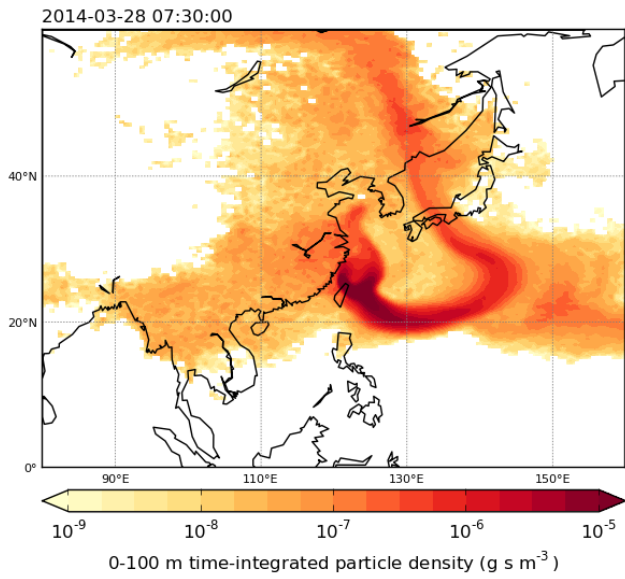 2014-03-28 07:30:00
40°N
20°N
0°
90°E 110°E 130°E 150°E
10⁻⁹ 10⁻⁸ 10⁻⁷ 10⁻⁶ 10⁻⁵
0-100 m time-integrated particle density (g s m⁻³)